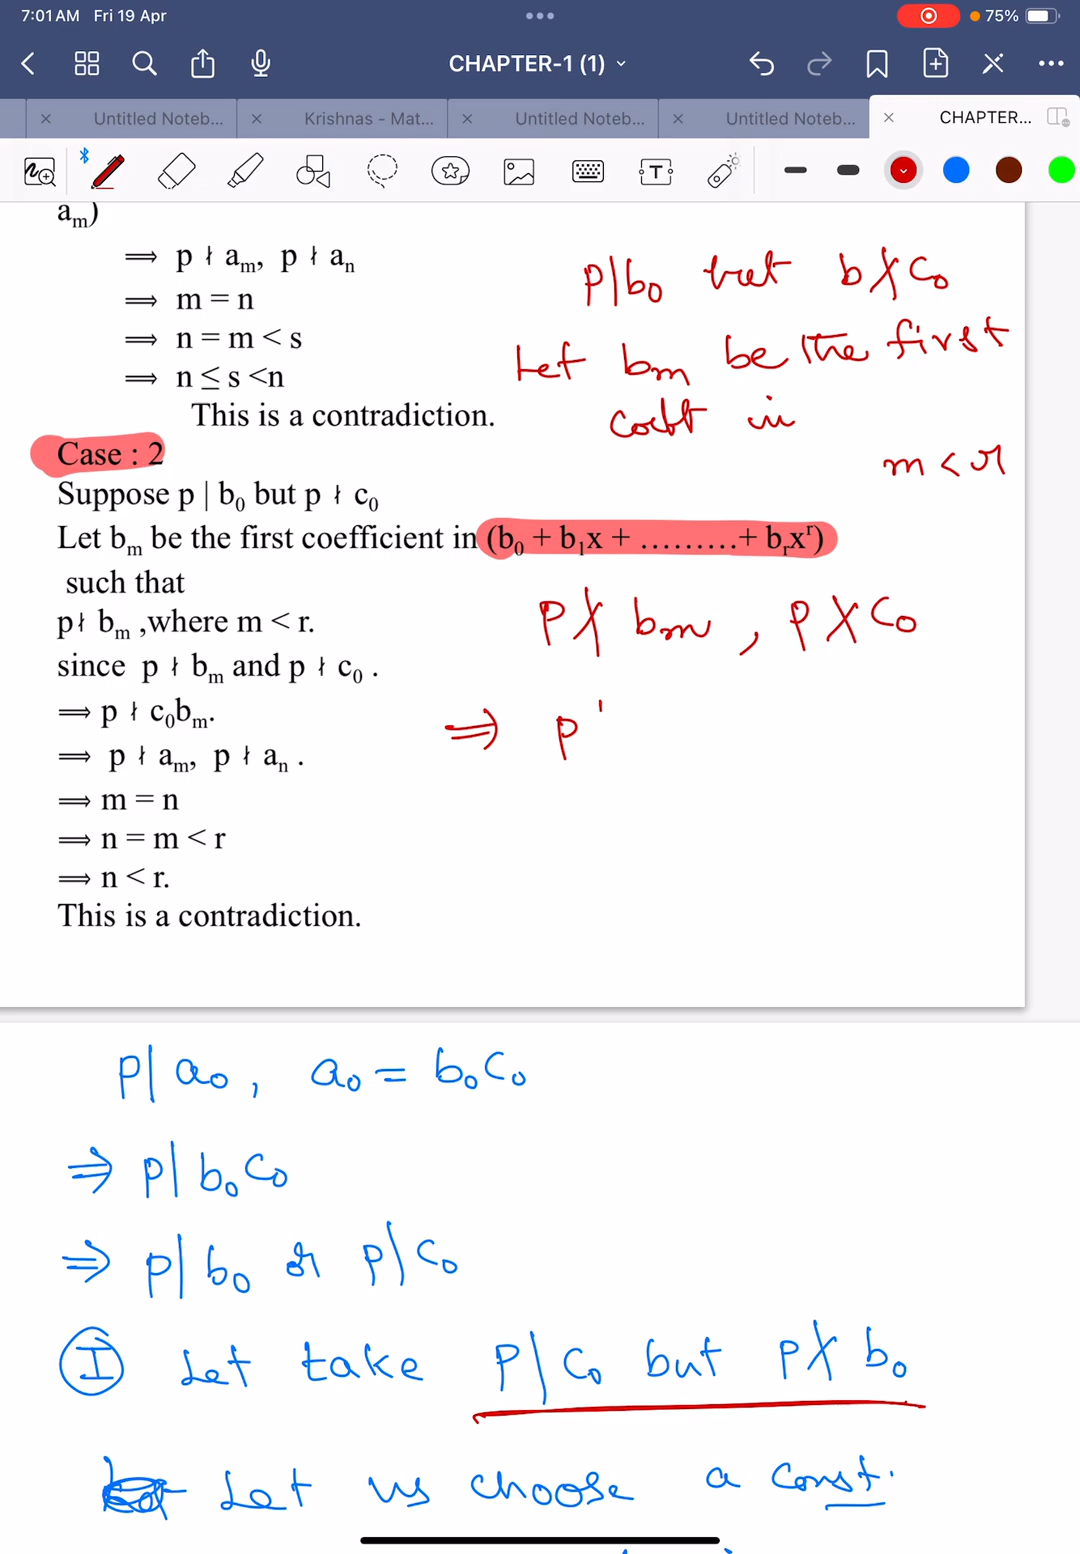 7:01 AM Fri 19 Apr 75%
CHAPTER-1 (1)
Untitled Noteb... Krishnas - Mat... Untitled Noteb... Untitled Noteb... CHAPTER...
T
aₘ)
⟹ p ∤ aₘ, p ∤ aₙ
⟹ m = n
⟹ n = m < s
⟹ n ≤ s <n
This is a contradiction.
Case : 2
Suppose p | b₀ but p ∤ c₀
Let bₘ be the first coefficient in (b₀ + b₁x + .........+ bᵣxʳ)
such that
p∤ bₘ ,where m < r.
since p ∤ bₘ and p ∤ c₀ .
⟹ p ∤ c₀bₘ.
⟹ p ∤ aₘ, p ∤ aₙ .
⟹ m = n
⟹ n = m < r
⟹ n < r.
This is a contradiction.
p|b₀ but b∤c₀
Let bₘ be the first
coeff in
m < r
p∤bₘ , p∤c₀
⇒ p
p|a₀, a₀ = b₀c₀
⇒ p|b₀c₀
⇒ p|b₀ or p|c₀
I Let take p|c₀ but p∤b₀
Let us choose a const.